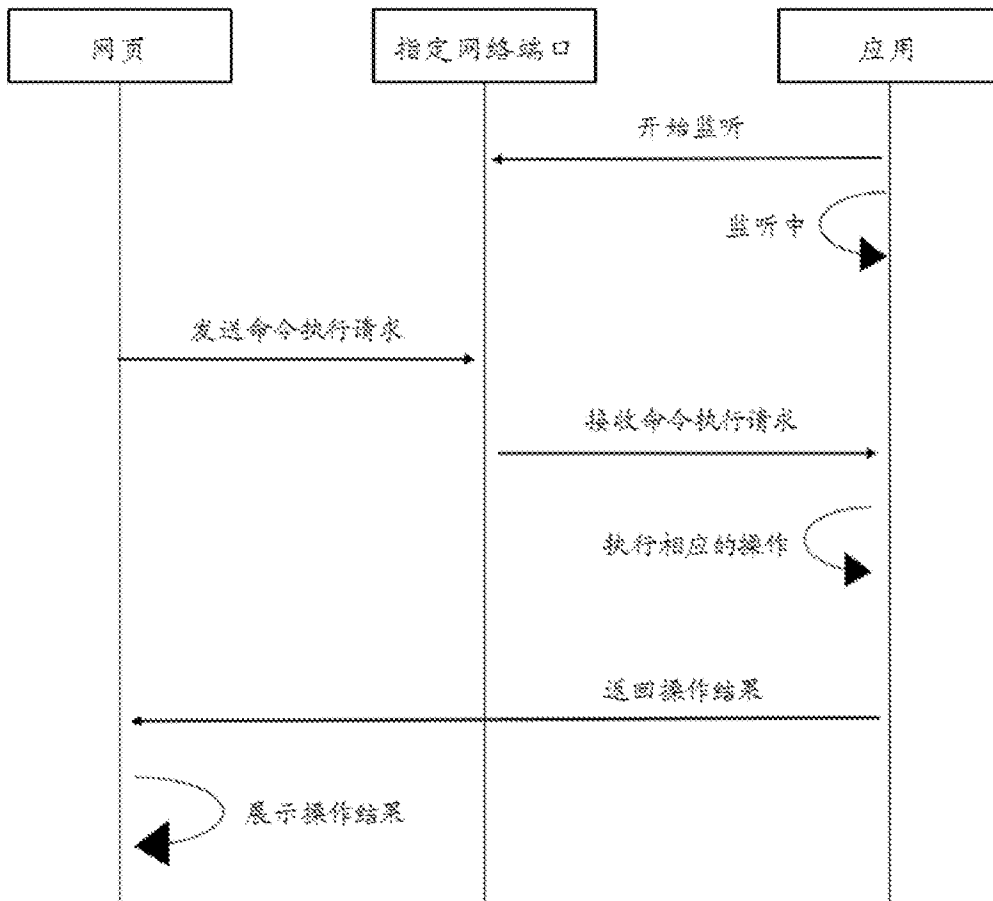 网页
指定网络端口
应用
开始监听
监听中
发送命令执行请求
接收命令执行请求
执行相应的操作
返回操作结果
展示操作结果